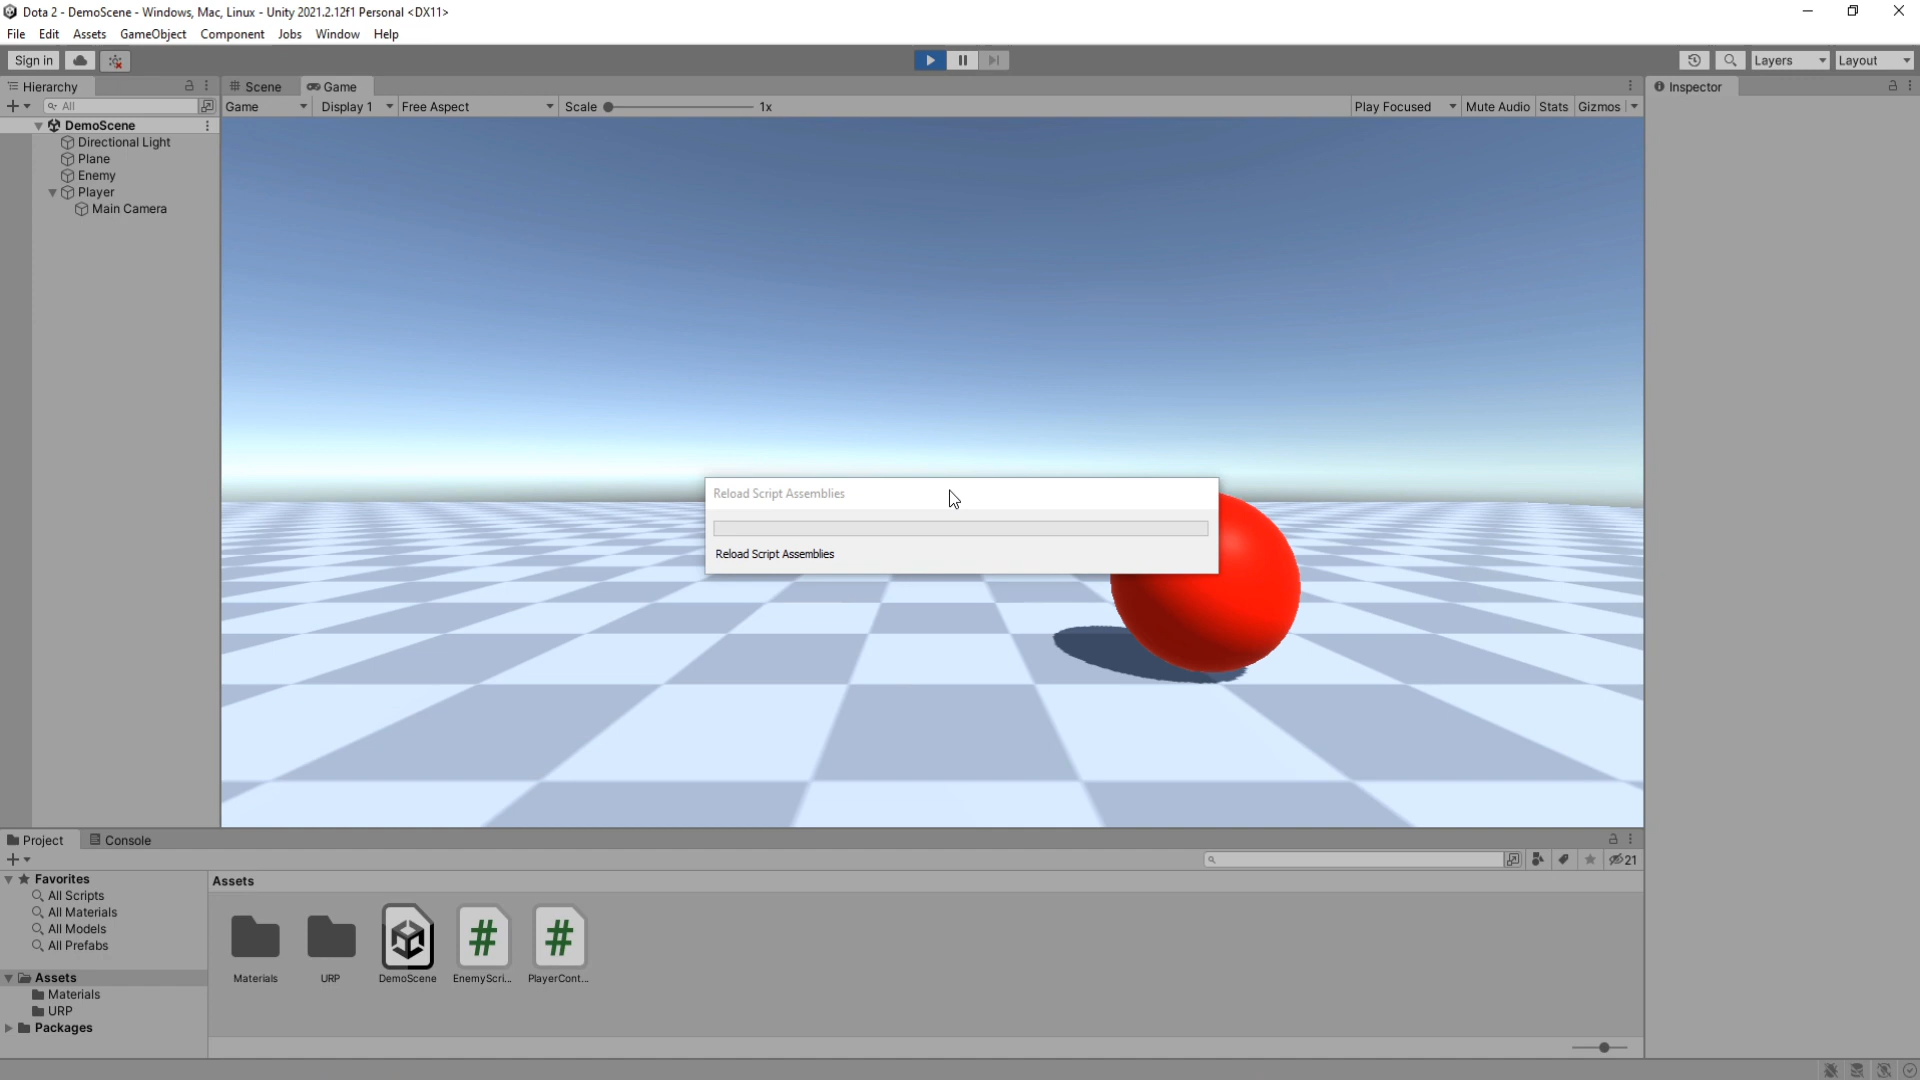 Dota 2 - DemoScene - Windows, Mac, Linux - Unity 2021.2.12f1 Personal <DX11>
File Edit Assets GameObject Component Jobs Window Help
Sign in
Layers
Layout
Hierarchy
Scene
Game
Inspector
All
Game
Display 1
Free Aspect
Scale
1x
Play Focused
Mute Audio
Stats
Gizmos
DemoScene
Directional Light
Plane
Enemy
Player
Main Camera
Reload Script Assemblies
Reload Script Assemblies
Project
Console
21
Favorites
All Scripts
All Materials
All Models
All Prefabs
Assets
Materials
URP
Packages
Assets
Materials
URP
DemoScene
EnemyScri...
PlayerCont...